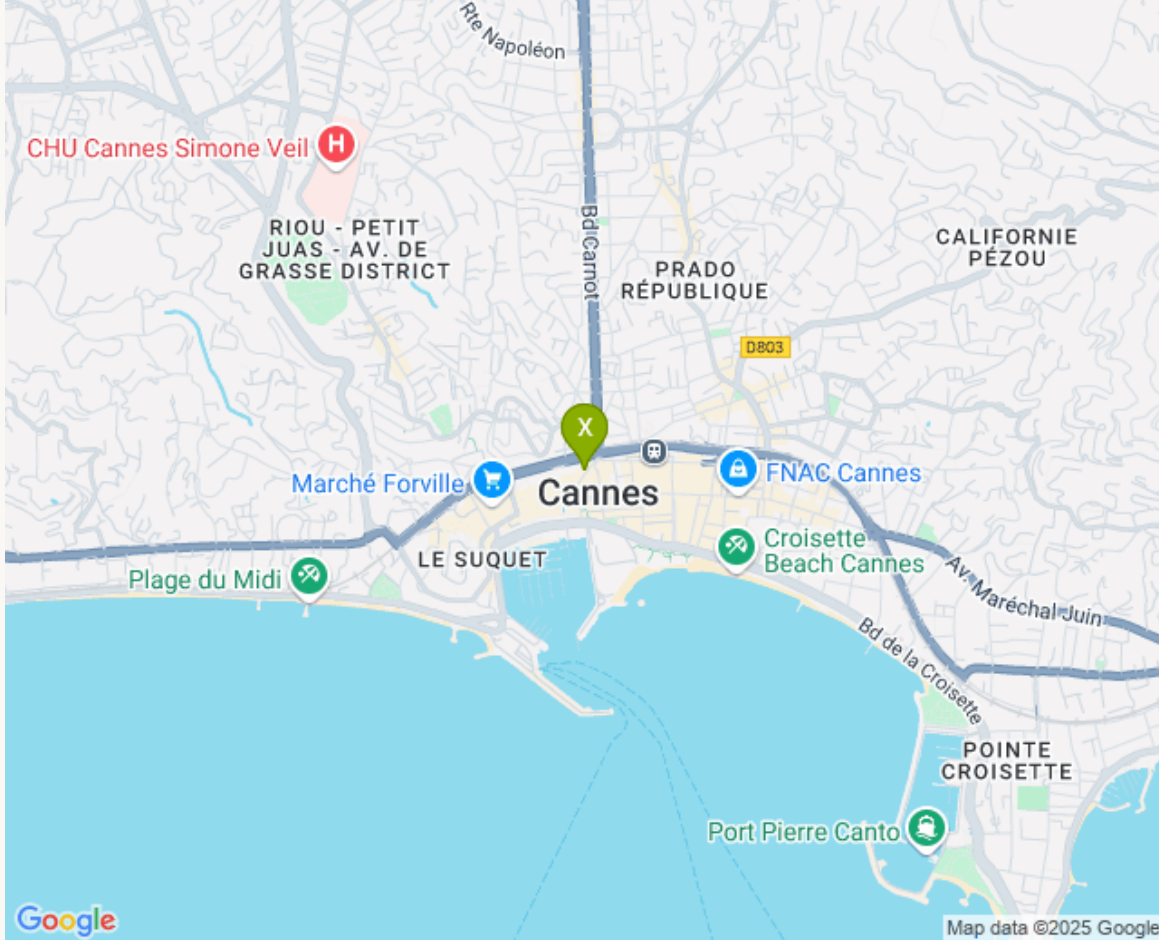 Rte Napoléon
CHU Cannes Simone Veil
H
RIOU - PETIT
JUAS - AV. DE
GRASSE DISTRICT
Bd Carnot
PRADO
RÉPUBLIQUE
CALIFORNIE
PÉZOU
D803
X
Marché Forville
Cannes
FNAC Cannes
LE SUQUET
Croisette
Beach Cannes
Plage du Midi
Av. Maréchal Juin
Bd de la Croisette
POINTE
CROISETTE
Port Pierre Canto
Google
Map data ©2025 Google